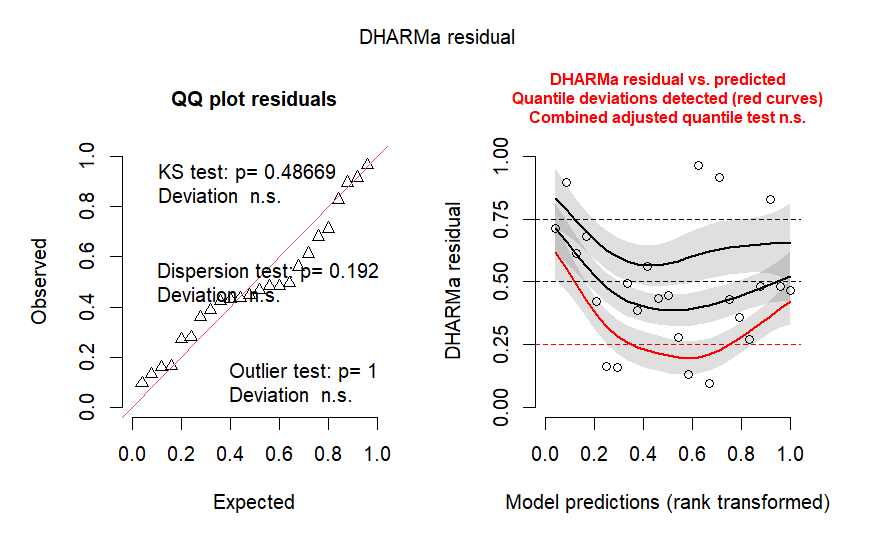 DHARMa residual
QQ plot residuals
KS test: p= 0.48669
Deviation n.s.
Dispersion test: p= 0.192
Deviation n.s.
Outlier test: p= 1
Deviation n.s.
Observed
0.0 0.2 0.4 0.6 0.8 1.0
0.0 0.2 0.4 0.6 0.8 1.0
Expected
DHARMa residual vs. predicted
Quantile deviations detected (red curves)
Combined adjusted quantile test n.s.
DHARMa residual
0.00 0.25 0.50 0.75 1.00
0.0 0.2 0.4 0.6 0.8 1.0
Model predictions (rank transformed)